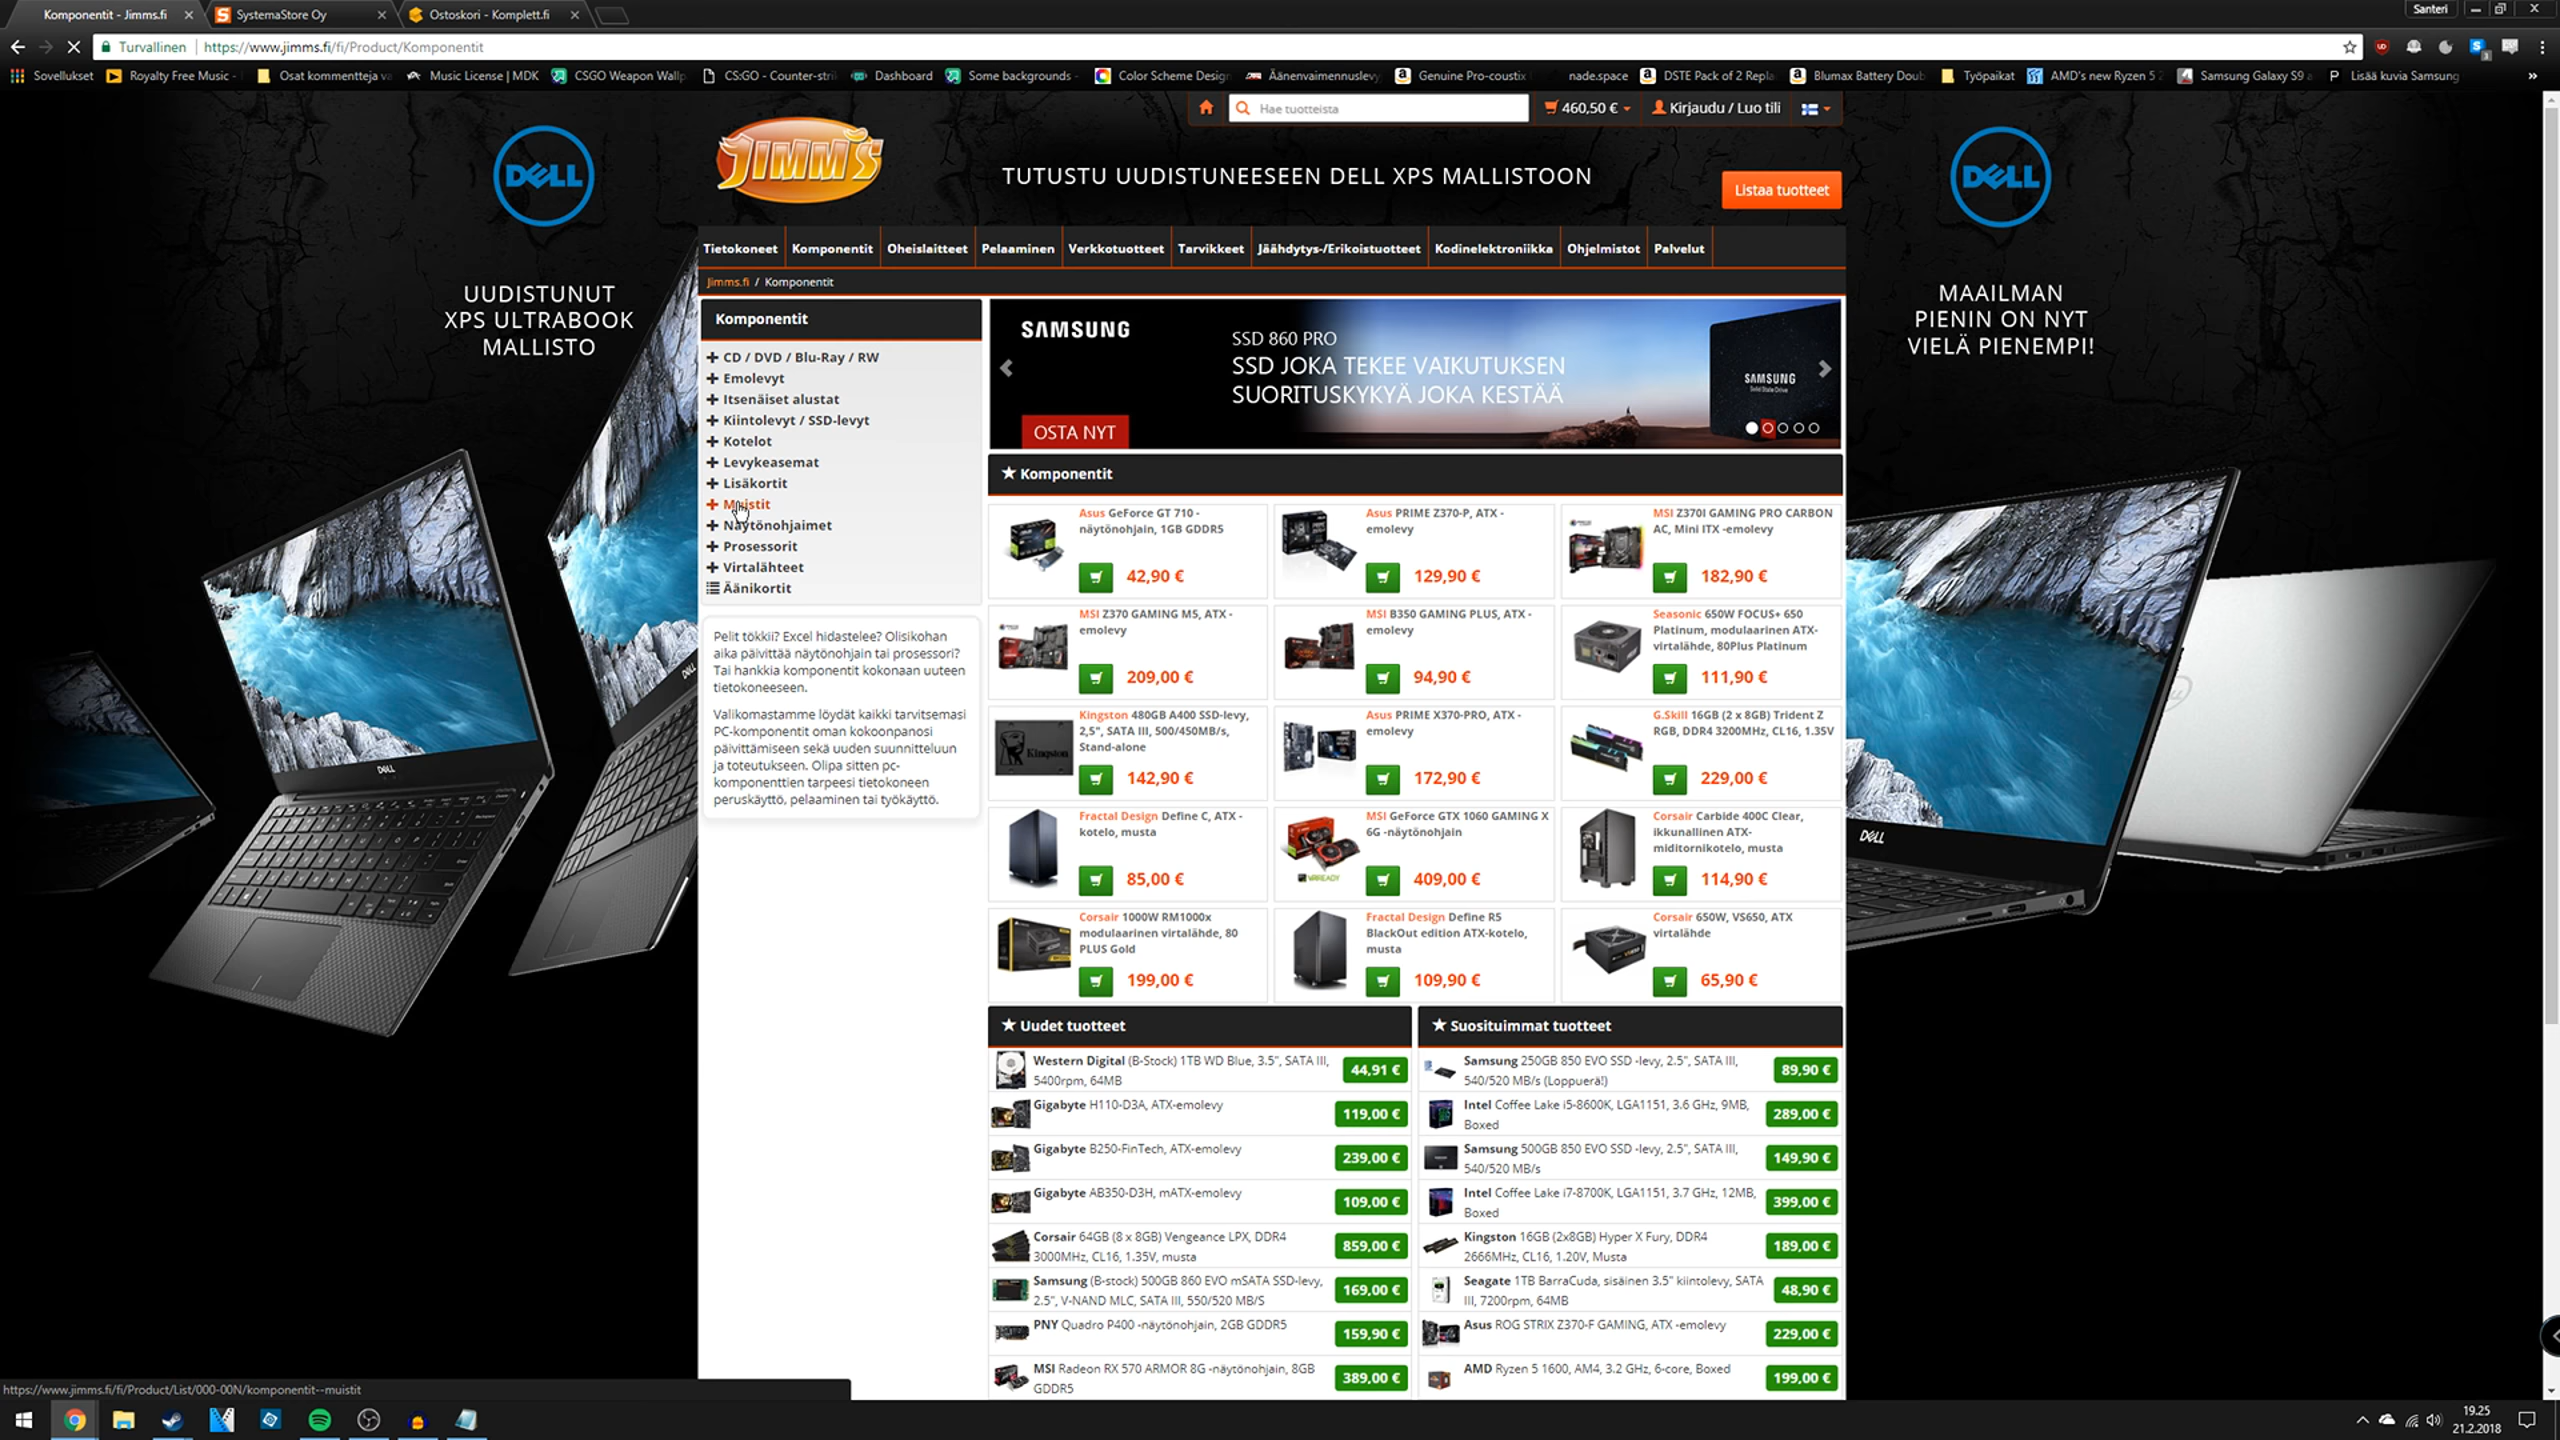 Komponentit - Jimms.fi
SystemaStore Oy
Ostoskori - Komplett.fi
Santeri
Turvallinen
https://www.jimms.fi/fi/Product/Komponentit
Sovellukset
Royalty Free Music -
Osat kommentteja va
Music License | MDK
CSGO Weapon Wallp
CS:GO - Counter-stri
Dashboard
Some backgrounds -
Color Scheme Design
Äänenvaimennuslevy
Genuine Pro-coustix
node.space
DSTE Pack of 2 Repla
Blumax Battery Doub
Työpaikat
AMD's new Ryzen 5 2
Samsung Galaxy S9 a
Lisää kuvia Samsung
Hae tuotteista
460,50 €
Kirjaudu / Luo tili
DELL
JIMM'S
TUTUSTU UUDISTUNEESEEN DELL XPS MALLISTOON
Listaa tuotteet
DELL
UUDISTUNUT
XPS ULTRABOOK
MALLISTO
MAAILMAN
PIENIN ON NYT
VIELÄ PIENEMPI!
Tietokoneet
Komponentit
Oheislaitteet
Pelaaminen
Verkkotuotteet
Tarvikkeet
Jäähdytys-/Erikoistuotteet
Kodinelektroniikka
Ohjelmistot
Palvelut
Jimms.fi / Komponentit
Komponentit
CD / DVD / Blu-Ray / RW
Emolevyt
Itsenäiset alustat
Kiintolevyt / SSD-levyt
Kotelot
Levykeasemat
Lisäkortit
Muistit
Näytönohjaimet
Prosessorit
Virtalähteet
Äänikortit
Pelit tökkii? Excel hidastelee? Olisikohan
aika päivittää näytönohjain tai prosessori?
Tai hankkia komponentit kokonaan uuteen
tietokoneeseen.
Valikomastamme löydät kaikki tarvitsemasi
PC-komponentit oman kokoonpanosi
päivittämiseen sekä uuden suunnitteluun
ja toteutukseen. Olipa sitten pc-
komponenttien tarpeesi tietokoneen
peruskäyttö, pelaaminen tai työkäyttö.
SAMSUNG
SSD 860 PRO
SSD JOKA TEKEE VAIKUTUKSEN
SUORITUSKYKYÄ JOKA KESTÄÄ
OSTA NYT
SAMSUNG
Solid State Drive
Komponentit
Asus GeForce GT 710 -
näytönohjain, 1GB GDDR5
42,90 €
Asus PRIME Z370-P, ATX -
emolevy
129,90 €
MSI Z370I GAMING PRO CARBON
AC, Mini ITX -emolevy
182,90 €
MSI Z370 GAMING M5, ATX -
emolevy
209,00 €
MSI B350 GAMING PLUS, ATX -
emolevy
94,90 €
Seasonic 650W FOCUS+ 650
Platinum, modulaarinen ATX-
virtalähde, 80Plus Platinum
111,90 €
Kingston
Kingston 480GB A400 SSD-levy,
2,5", SATA III, 500/450MB/s,
Stand-alone
142,90 €
Asus PRIME X370-PRO, ATX -
emolevy
172,90 €
G.Skill 16GB (2 x 8GB) Trident Z
RGB, DDR4 3200MHz, CL16, 1.35V
229,00 €
Fractal Design Define C, ATX -
kotelo, musta
85,00 €
VRREADY
MSI GeForce GTX 1060 GAMING X
6G -näytönohjain
409,00 €
Corsair Carbide 400C Clear,
ikkunallinen ATX-
miditornikotelo, musta
114,90 €
Corsair 1000W RM1000x
modulaarinen virtalähde, 80
PLUS Gold
199,00 €
Fractal Design Define R5
BlackOut edition ATX-kotelo,
musta
109,90 €
Corsair 650W, VS650, ATX
virtalähde
65,90 €
Uudet tuotteet
Western Digital (B-Stock) 1TB WD Blue, 3.5", SATA III,
5400rpm, 64MB
44,91 €
Gigabyte H110-D3A, ATX-emolevy
119,00 €
Gigabyte B250-FinTech, ATX-emolevy
239,00 €
Gigabyte AB350-D3H, mATX-emolevy
109,00 €
Corsair 64GB (8 x 8GB) Vengeance LPX, DDR4
3000MHz, CL16, 1.35V, musta
859,00 €
Samsung (B-stock) 500GB 860 EVO mSATA SSD-levy,
2.5", V-NAND MLC, SATA III, 550/520 MB/S
169,00 €
PNY Quadro P400 -näytönohjain, 2GB GDDR5
159,90 €
MSI Radeon RX 570 ARMOR 8G -näytönohjain, 8GB
GDDR5
389,00 €
Suosituimmat tuotteet
Samsung 250GB 850 EVO SSD -levy, 2.5", SATA III,
540/520 MB/s (Loppuerä!)
89,90 €
Intel Coffee Lake i5-8600K, LGA1151, 3.6 GHz, 9MB,
Boxed
289,00 €
Samsung 500GB 850 EVO SSD -levy, 2.5", SATA III,
540/520 MB/s
149,90 €
Intel Coffee Lake i7-8700K, LGA1151, 3.7 GHz, 12MB,
Boxed
399,00 €
Kingston 16GB (2x8GB) Hyper X Fury, DDR4
2666MHz, CL16, 1.20V, Musta
189,00 €
Seagate 1TB BarraCuda, sisäinen 3.5" kiintolevy, SATA
III, 7200rpm, 64MB
48,90 €
Asus ROG STRIX Z370-F GAMING, ATX -emolevy
229,00 €
AMD Ryzen 5 1600, AM4, 3.2 GHz, 6-core, Boxed
199,00 €
DELL
DELL
DELL
https://www.jimms.fi/fi/Product/List/000-00N/komponentit--muistit
19.25
21.2.2018